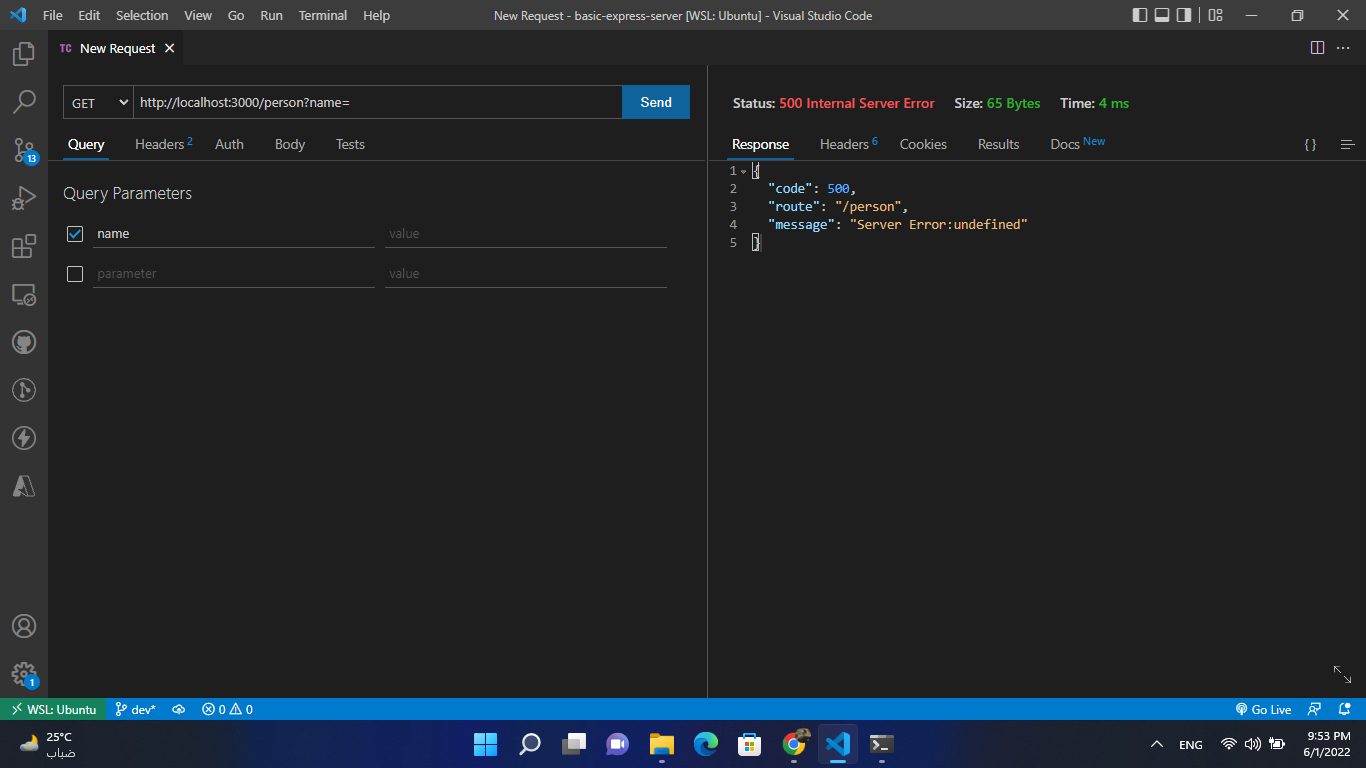 File Edit Selection View Go Run Terminal Help New Request - basic-express-server [WSL: Ubuntu] - Visual Studio Code
TC New Request
GET http://localhost:3000/person?name= Send
Query Headers 2 Auth Body Tests
Query Parameters
name value
parameter value
Status: 500 Internal Server Error Size: 65 Bytes Time: 4 ms
Response Headers 6 Cookies Results Docs New {}
1 {
2 "code": 500,
3 "route": "/person",
4 "message": "Server Error:undefined"
5 }
13
1
WSL: Ubuntu dev* 0 0 Go Live
25°C
ضباب
ENG
9:53 PM
6/1/2022